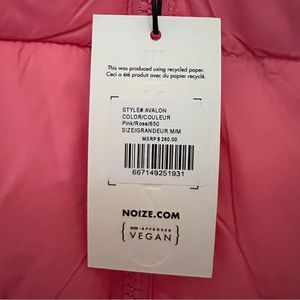 This was produced using recycled paper.
Ceci a été produit avec du papier recyclé.
STYLE# AVALON
COLOR/COULEUR
Pink/Rose/650
SIZE/GRANDEUR:M/M
MSRP $ 260.00
667149251931
NOIZE.COM
APPROVED
VEGAN